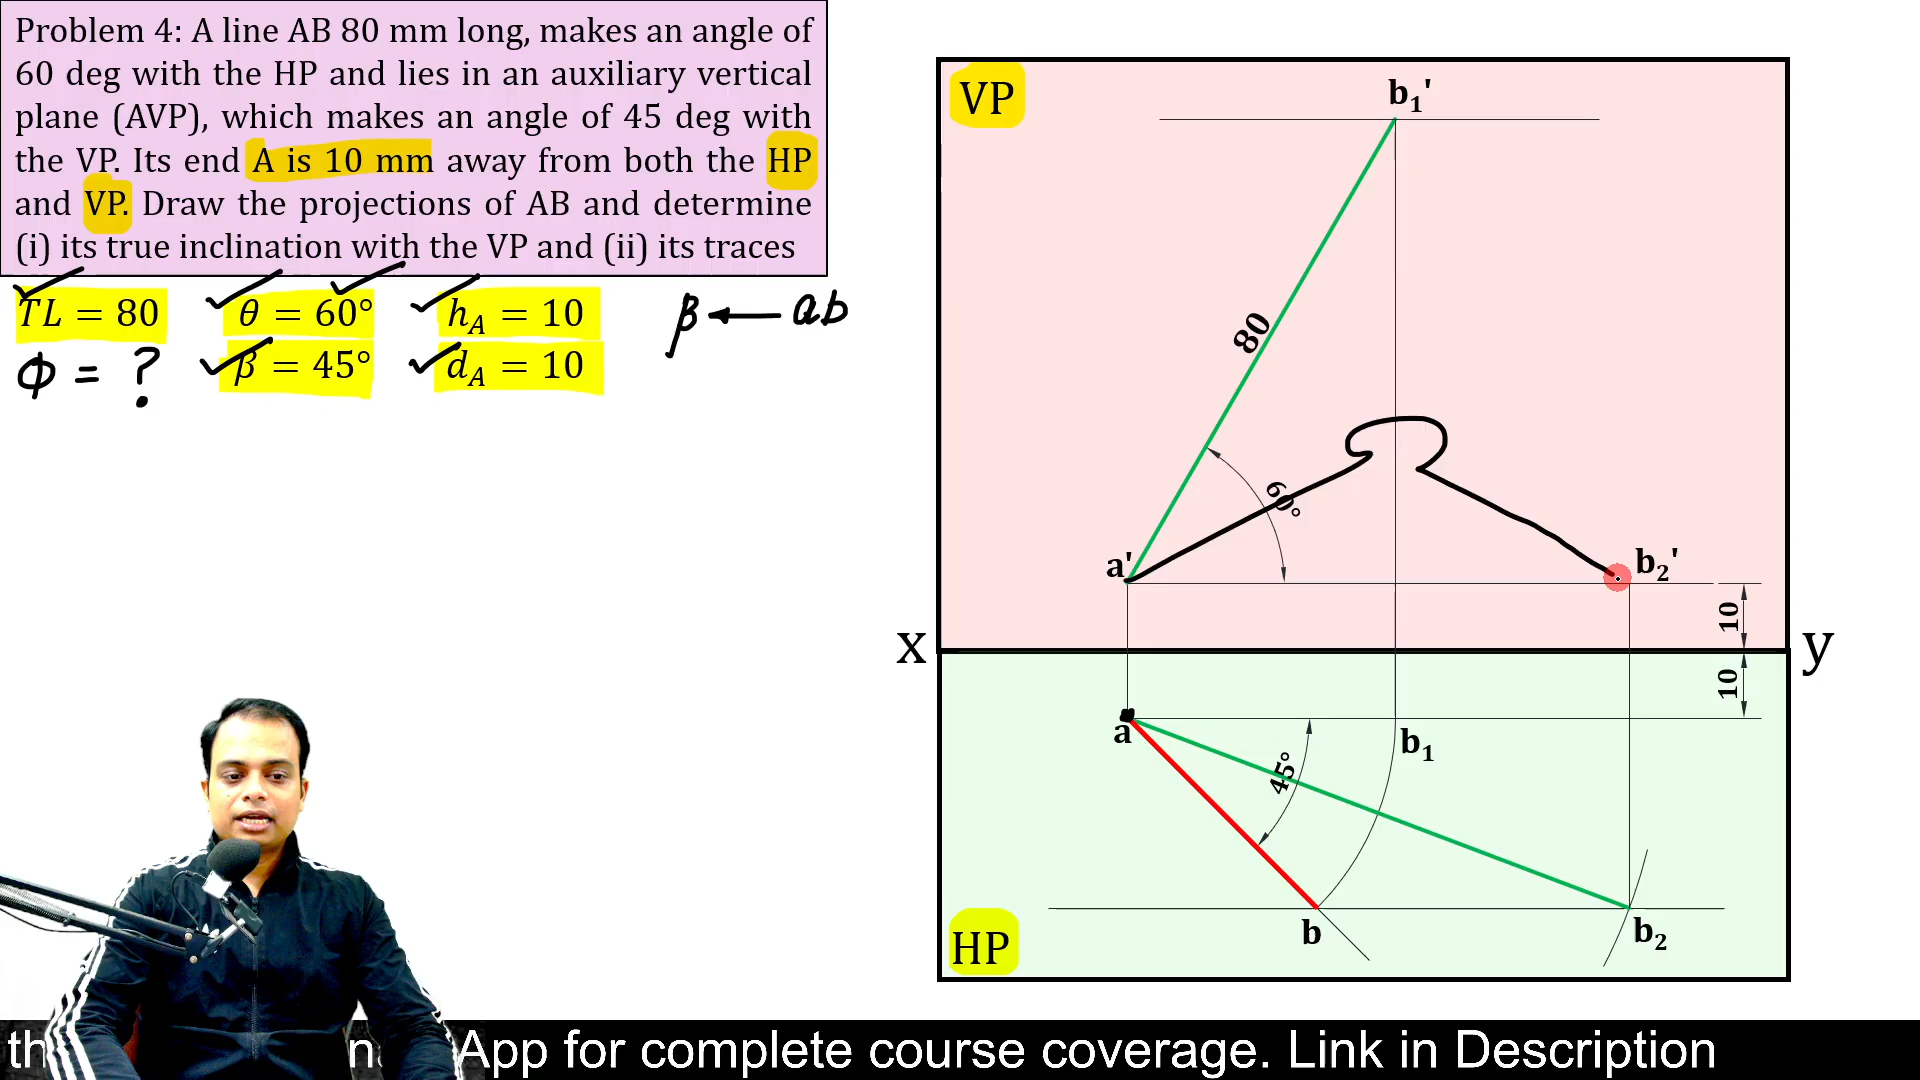 Problem 4: A line AB 80 mm long, makes an angle of
60 deg with the HP and lies in an auxiliary vertical
plane (AVP), which makes an angle of 45 deg with
the VP. Its end A is 10 mm away from both the HP
and VP. Draw the projections of AB and determine
(i) its true inclination with the VP and (ii) its traces
TL = 80 θ = 60° h_A = 10
Φ = ? β = 45° d_A = 10
β ← ab
VP
b₁'
80
60°
a'
b₂'
10
x y
10
a
b₁
45°
b
b₂
HP
App for complete course coverage. Link in Description